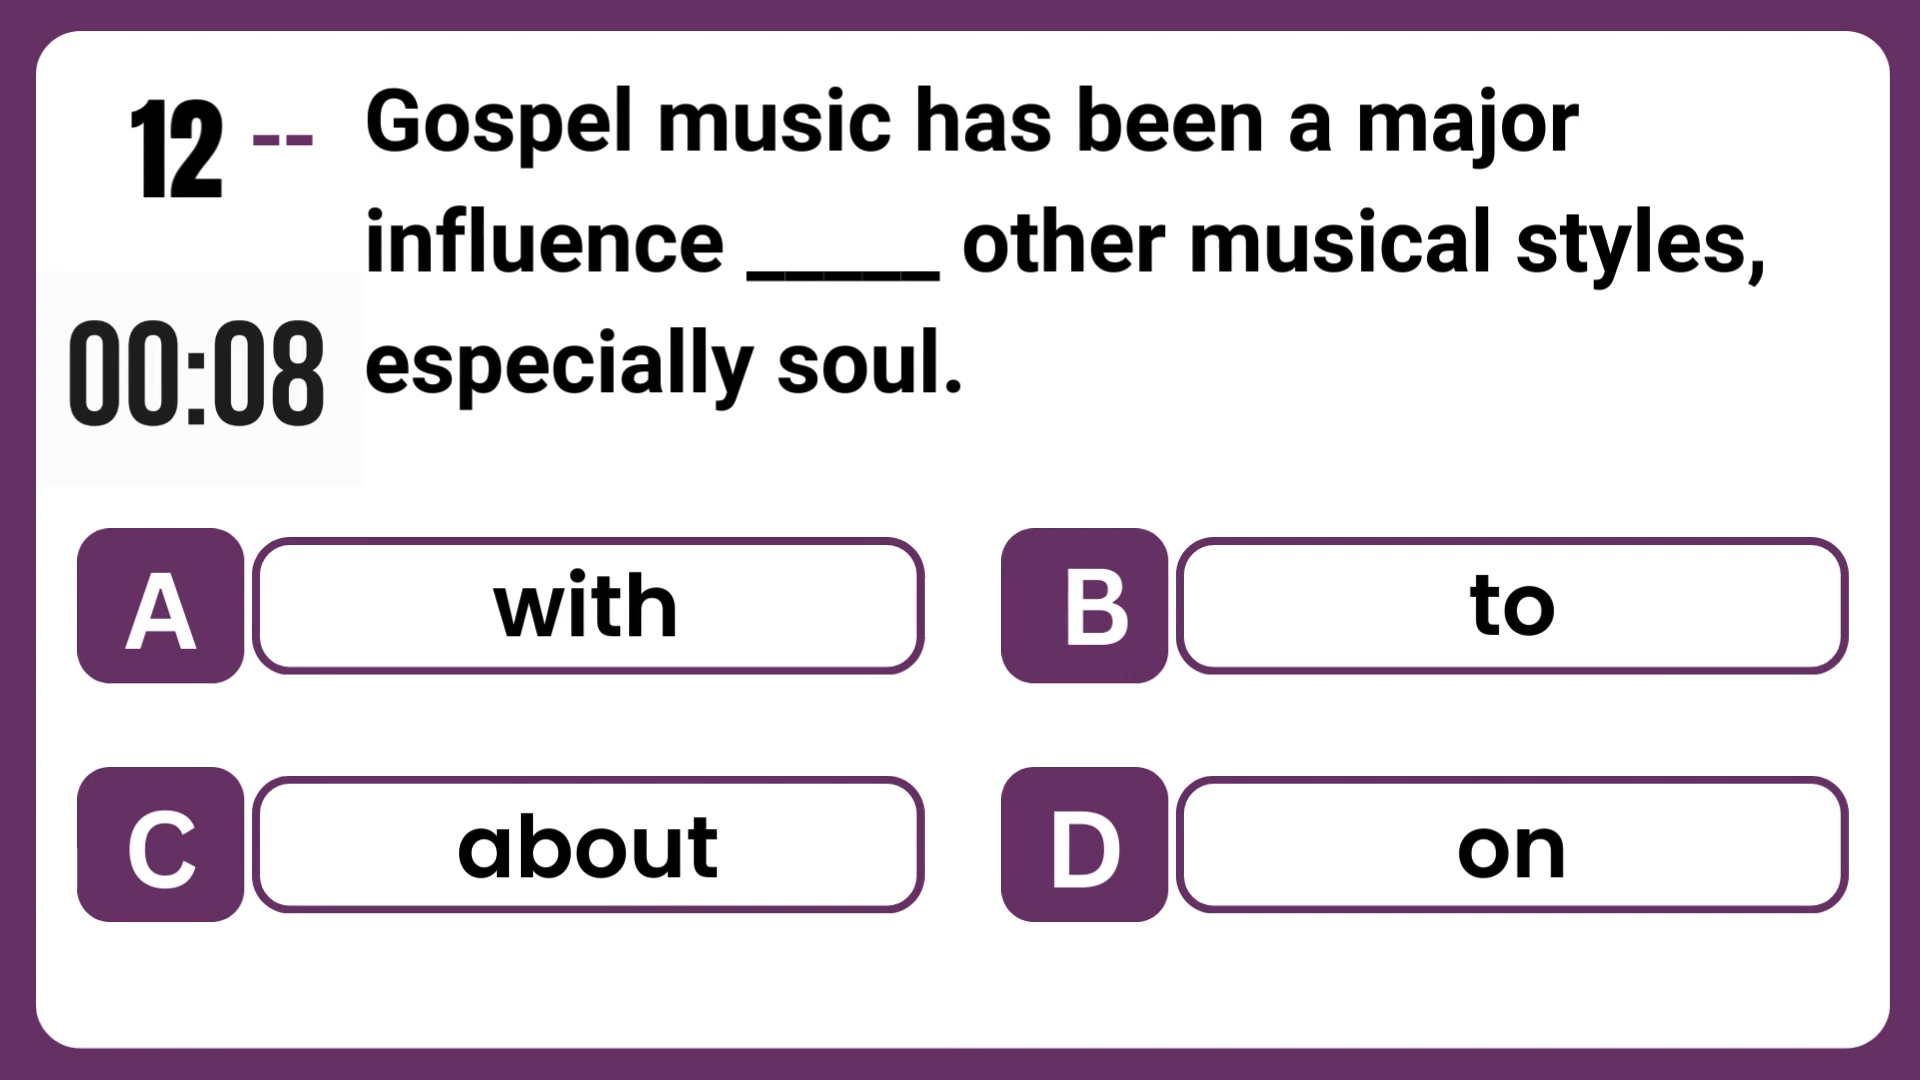 12 -- Gospel music has been a major
influence _____ other musical styles,
00:08 especially soul.
A with
B to
C about
D on